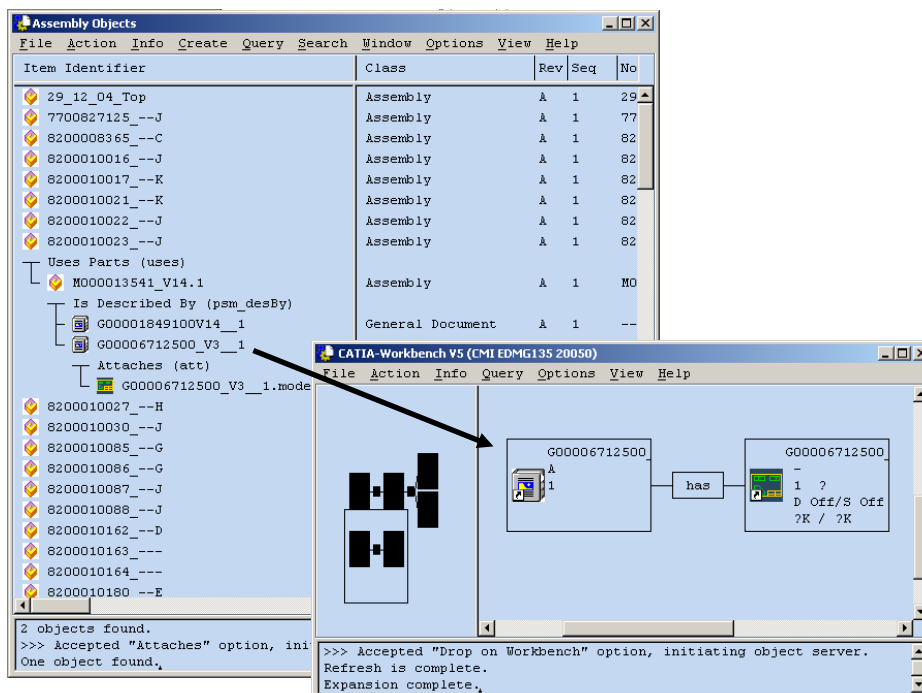 Assembly Objects
File Action Info Create Query Search Window Options View Help
Item Identifier Class Rev Seq No
29_12_04_Top Assembly A 1 29
7700827125_--J Assembly A 1 77
8200008365_--C Assembly A 1 82
8200010016_--J Assembly A 1 82
8200010017_--K Assembly A 1 82
8200010021_--K Assembly A 1 82
8200010022_--J Assembly A 1 82
8200010023_--J Assembly A 1 82
Uses Parts (uses)
M000013541_V14.1 Assembly A 1 M0
Is Described By (psm_desBy)
G00001849100V14__1 General Document A 1 --
G00006712500_V3__1
Attaches (att)
G00006712500_V3__1.mode
8200010027_--H
8200010030_--J
8200010085_--G
8200010086_--G
8200010087_--J
8200010088_--J
8200010162_--D
8200010163_---
8200010164_---
8200010180 --E
2 objects found.
>>> Accepted "Attaches" option, ini
One object found.
CATIA-Workbench V5 (CMI EDMG135 20050)
File Action Info Query Options View Help
G00006712500_
A
1
has
G00006712500_
-
1 ?
D Off/S Off
?K / ?K
>>> Accepted "Drop on Workbench" option, initiating object server.
Refresh is complete.
Expansion complete.